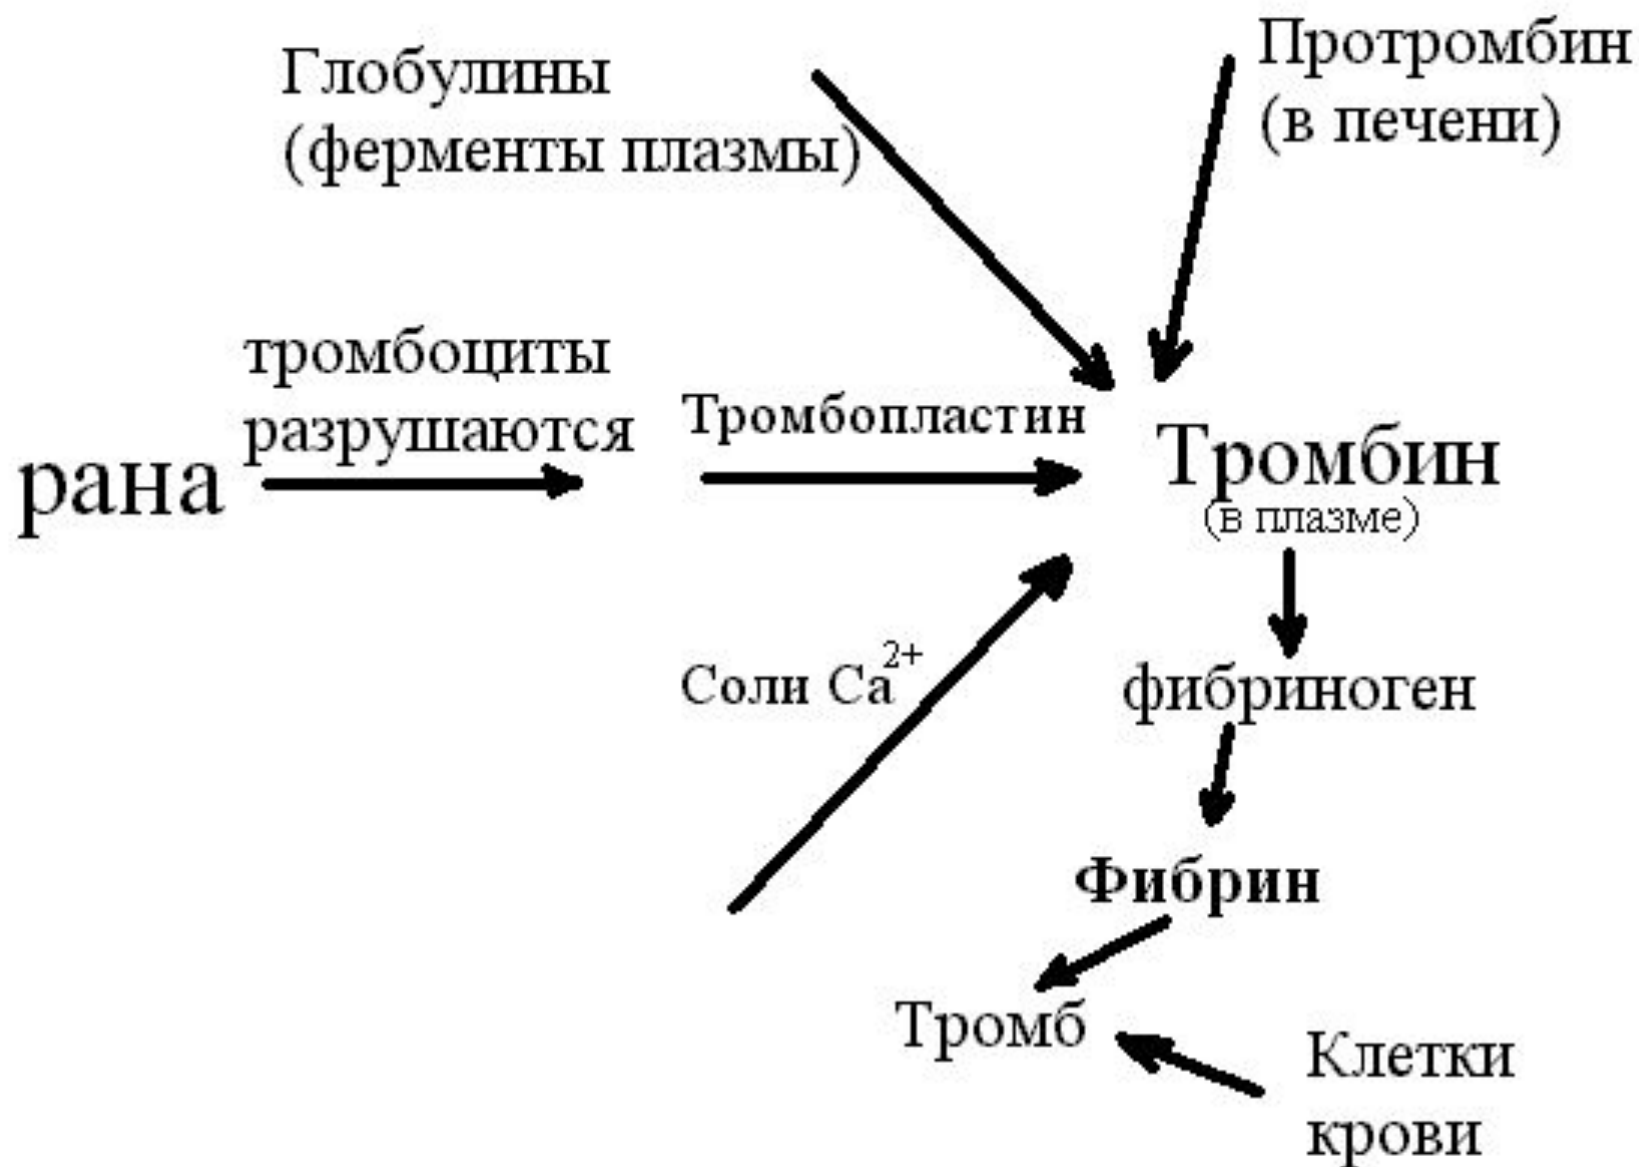 Глобулины
(ферменты плазмы)
Протромбин
(в печени)
тромбоциты
разрушаются
рана
Тромбопластин
Тромбин
(в плазме)
Соли Ca²⁺
фибриноген
Фибрин
Тромб
Клетки
крови